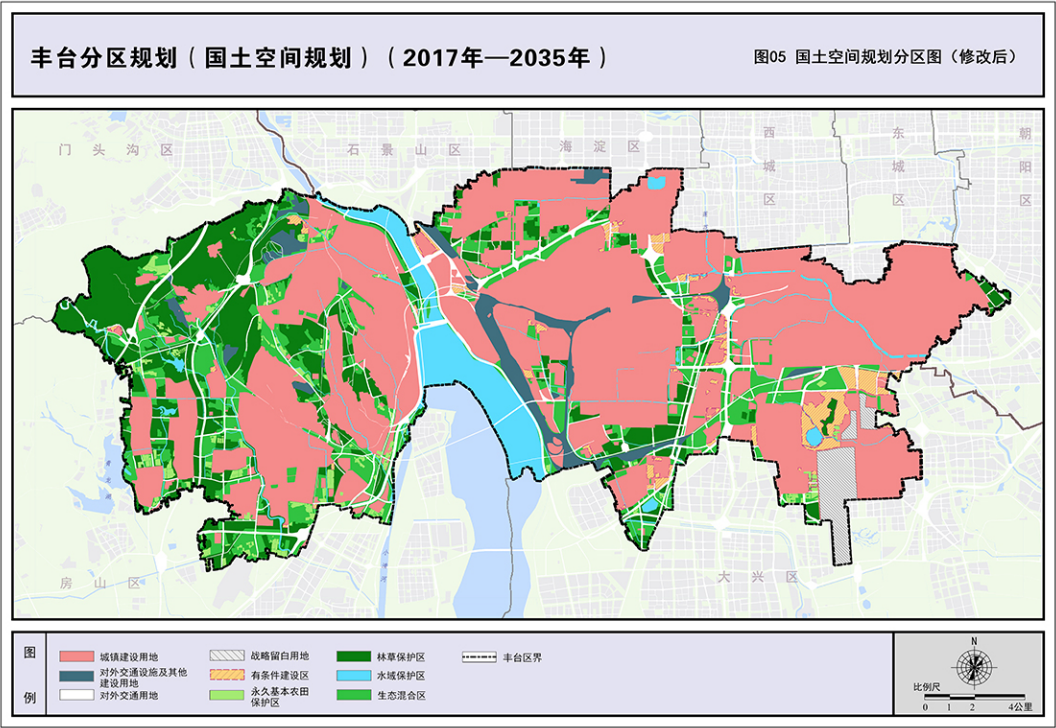 丰台分区规划（国土空间规划）（2017年—2035年）
图05 国土空间规划分区图（修改后）
门头沟区
石景山区
海淀区
西城区
东城区
朝阳区
房山区
大兴区
图例
城镇建设用地
对外交通设施及其他
建设用地
对外交通用地
战略留白用地
有条件建设区
永久基本农田
保护区
林草保护区
水域保护区
生态混合区
丰台区界
N
比例尺
0 1 2 4公里